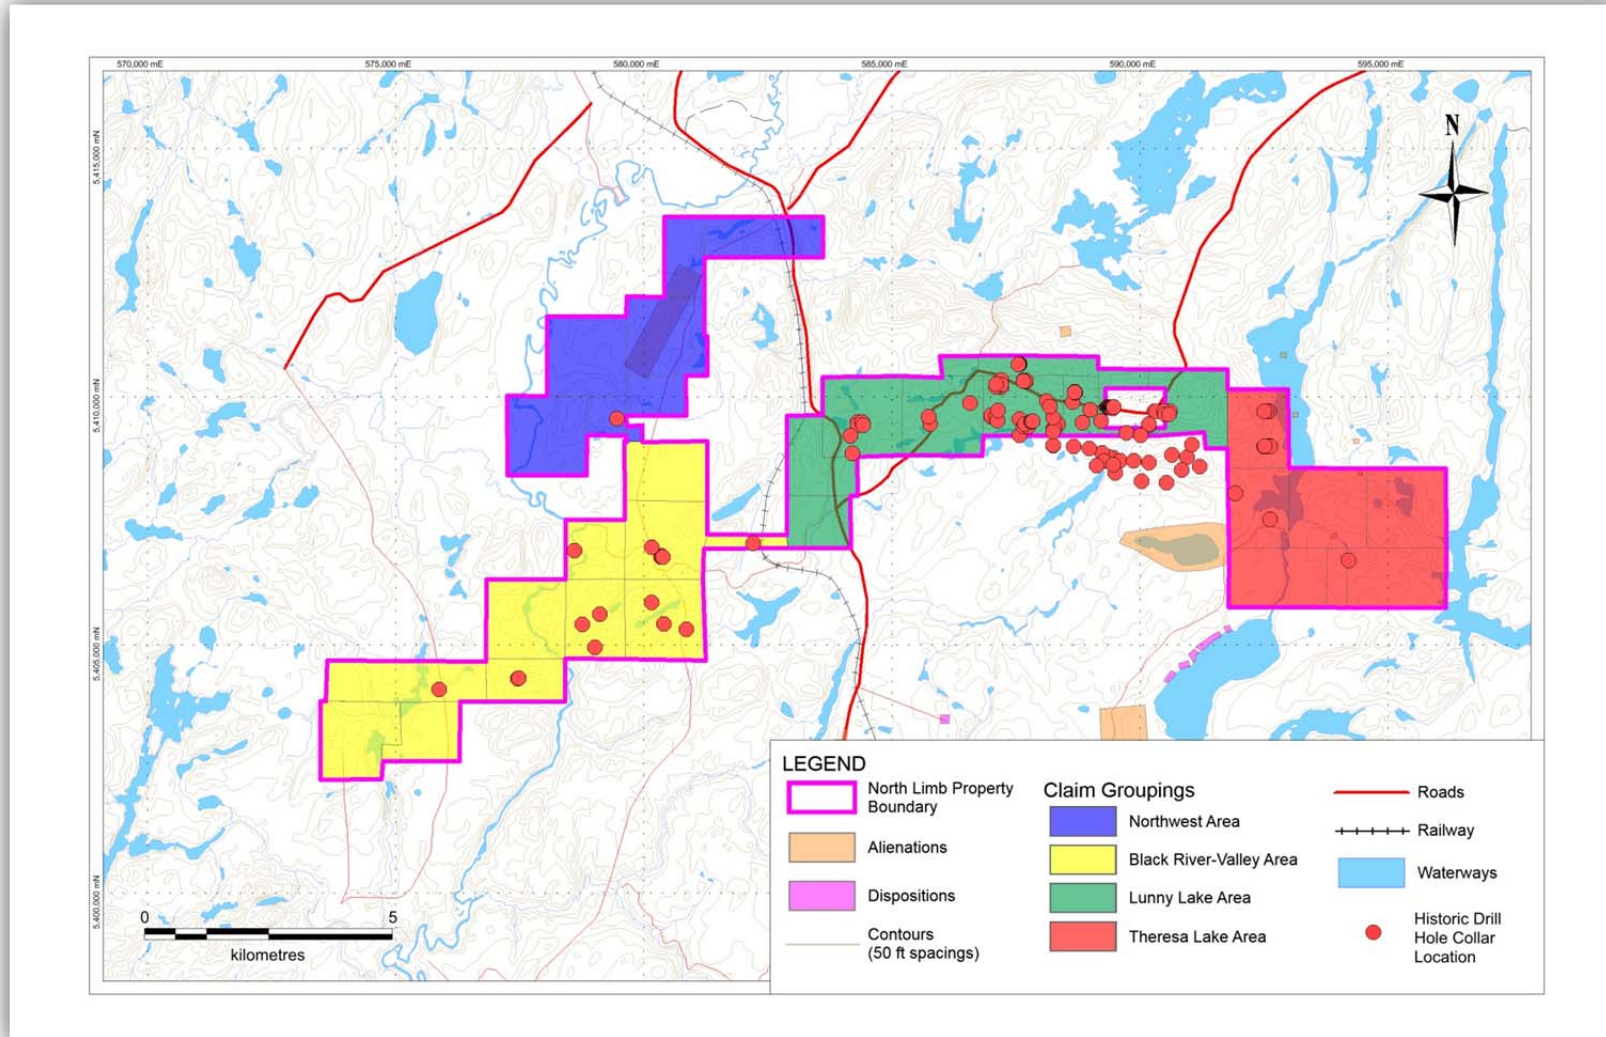 570,000 mE
575,000 mE
580,000 mE
585,000 mE
590,000 mE
595,000 mE
5,415,000 mN
5,410,000 mN
5,405,000 mN
5,400,000 mN
N
0 5
kilometres
LEGEND
North Limb Property
Boundary
Alienations
Dispositions
Contours
(50 ft spacings)
Claim Groupings
Northwest Area
Black River-Valley Area
Lunny Lake Area
Theresa Lake Area
Roads
Railway
Waterways
Historic Drill
Hole Collar
Location